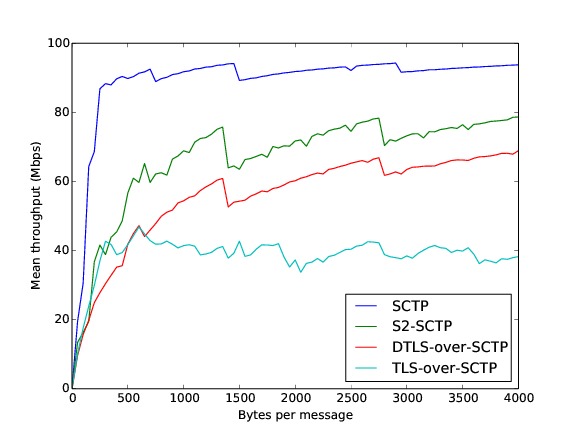 100
80
60
40
20
0
Mean throughput (Mbps)
0 500 1000 1500 2000 2500 3000 3500 4000
Bytes per message
SCTP
S2-SCTP
DTLS-over-SCTP
TLS-over-SCTP